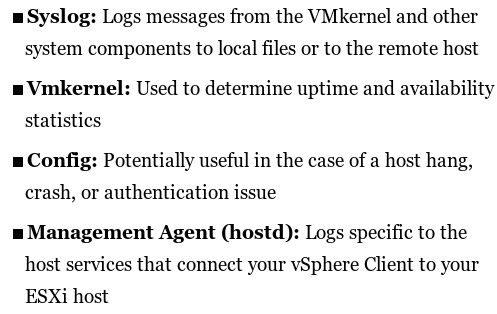 ▪Syslog: Logs messages from the VMkernel and other
system components to local files or to the remote host
▪Vmkernel: Used to determine uptime and availability
statistics
▪Config: Potentially useful in the case of a host hang,
crash, or authentication issue
▪Management Agent (hostd): Logs specific to the
host services that connect your vSphere Client to your
ESXi host